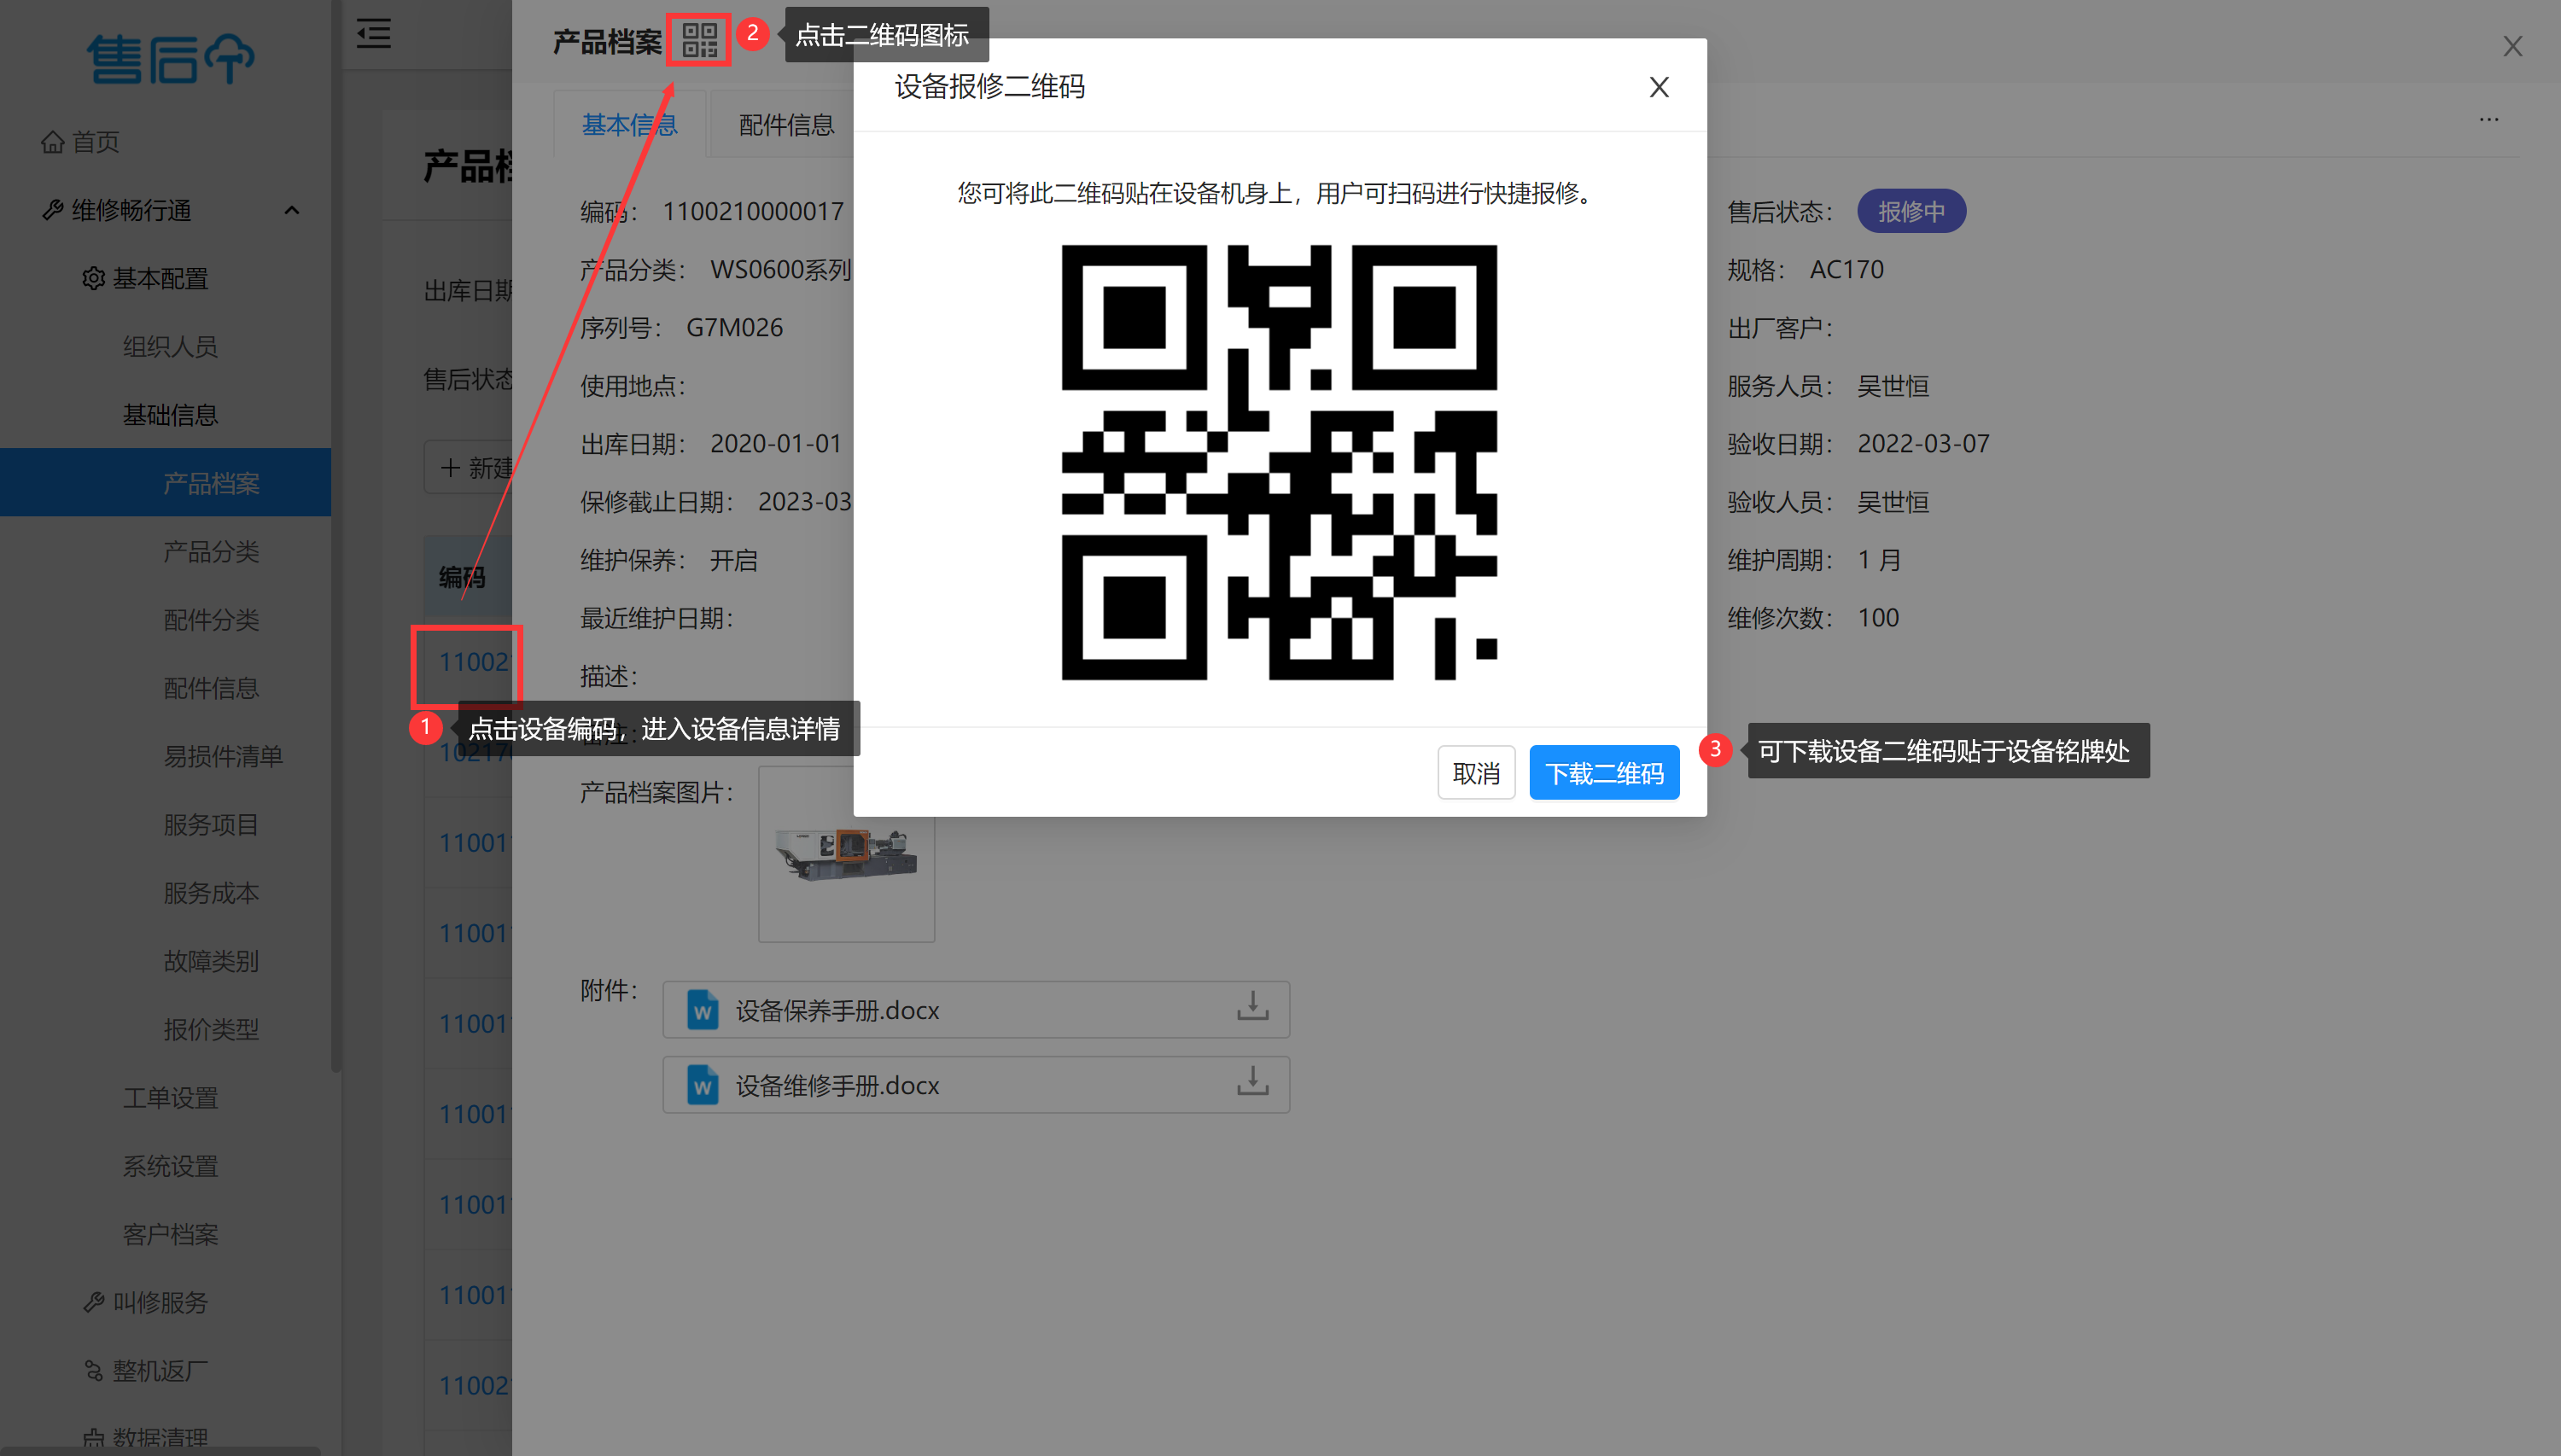 售后
首页
维修畅行通
基本配置
组织人员
基础信息
产品档案
产品分类
配件分类
配件信息
易损件清单
服务项目
服务成本
故障类别
报价类型
工单设置
系统设置
客户档案
叫修服务
整机返厂
数据清理
产品档
出库日期
售后状态
新建
编码
110021
1
点击设备编码，进入设备信息详情
11001
11001
11001
11001
11001
11001
11002
产品档案
2
点击二维码图标
基本信息
配件信息
...
编码： 1100210000017
售后状态： 报修中
产品分类： WS0600系列
规格： AC170
序列号： G7M026
出厂客户：
使用地点：
服务人员： 吴世恒
出库日期： 2020-01-01
验收日期： 2022-03-07
保修截止日期： 2023-03
验收人员： 吴世恒
维护保养： 开启
维护周期： 1 月
最近维护日期：
维修次数： 100
描述：
产品档案图片：
附件：
设备保养手册.docx
设备维修手册.docx
设备报修二维码
X
您可将此二维码贴在设备机身上，用户可扫码进行快捷报修。
取消
下载二维码
3
可下载设备二维码贴于设备铭牌处